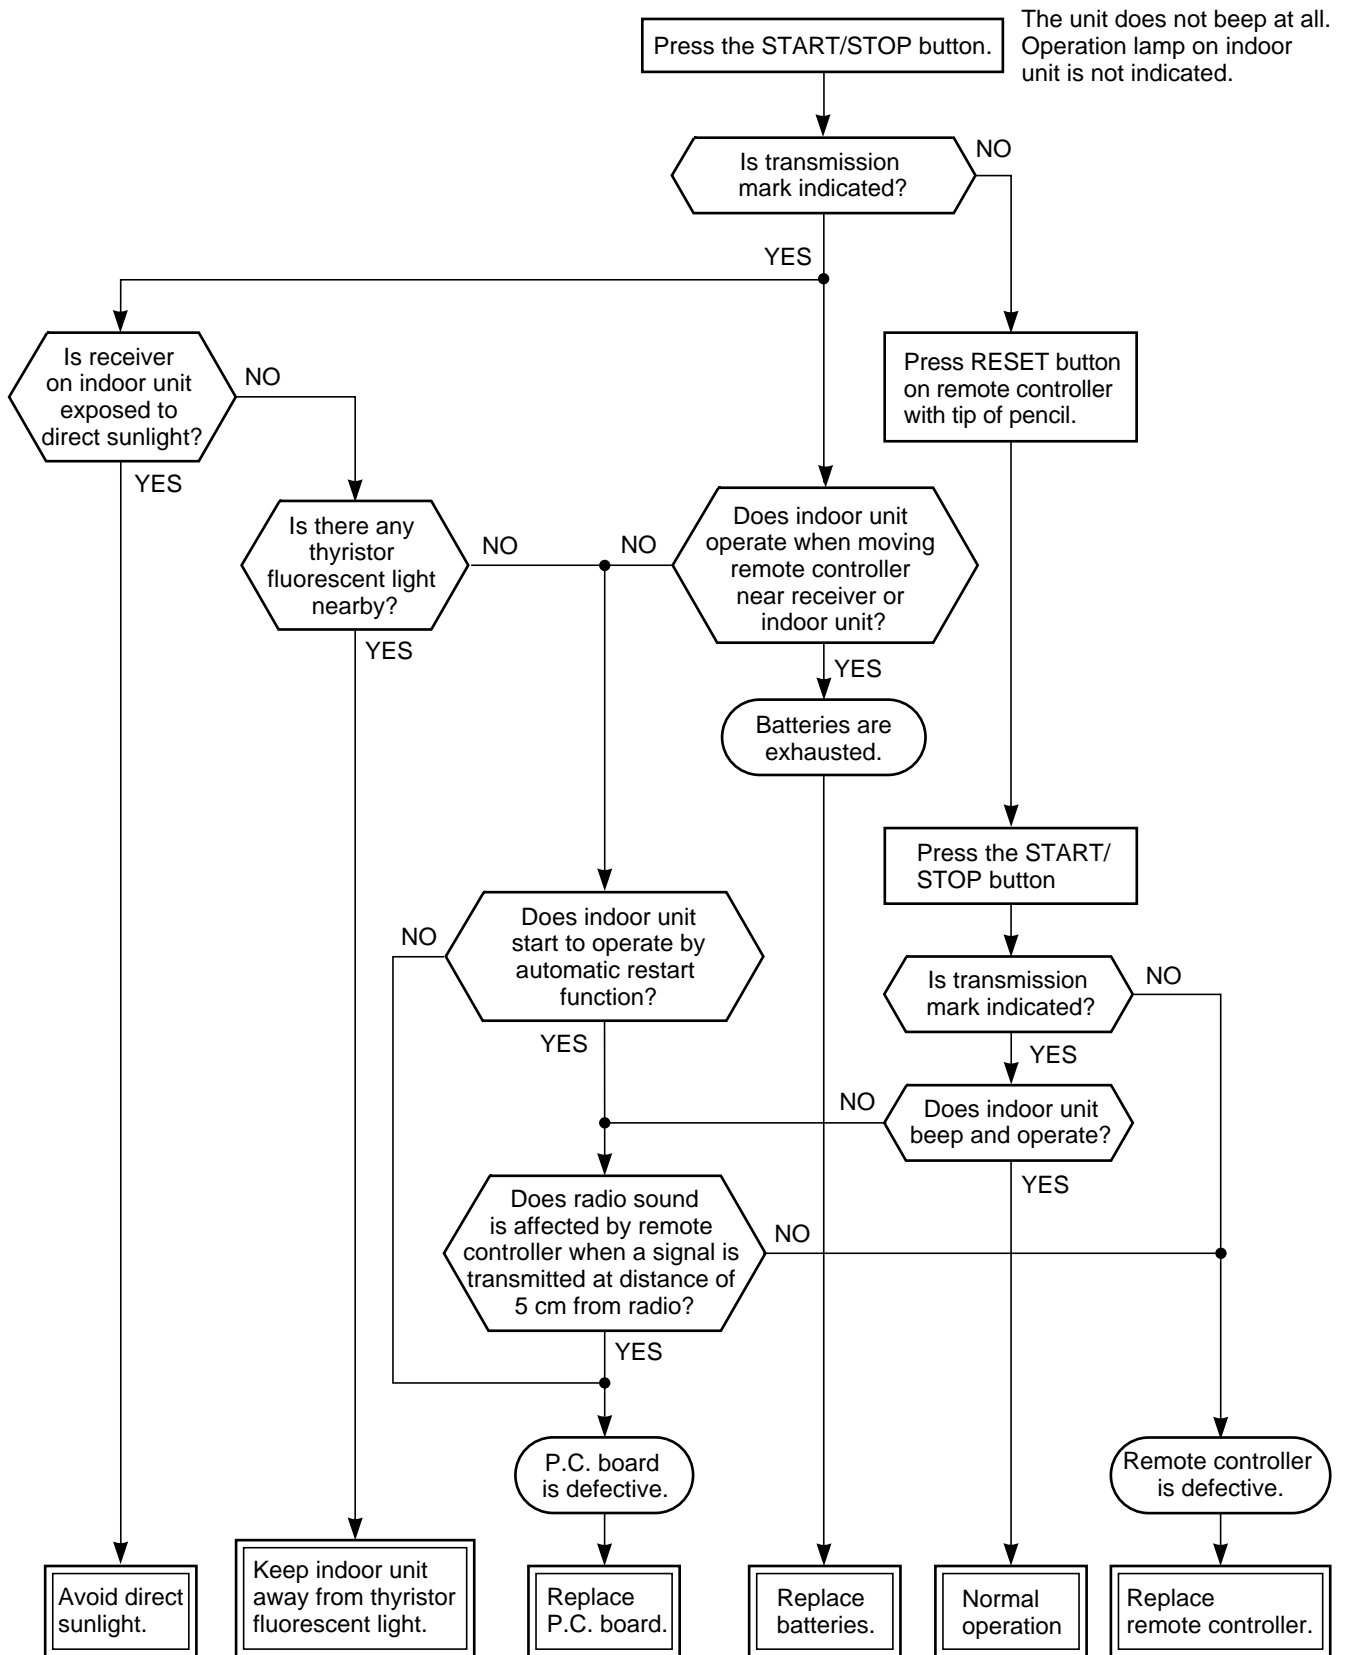 Press the START/STOP button.
The unit does not beep at all.
Operation lamp on indoor
unit is not indicated.
Is transmission
mark indicated?
NO
YES
Is receiver
on indoor unit
exposed to
direct sunlight?
NO
YES
Press RESET button
on remote controller
with tip of pencil.
Is there any
thyristor
fluorescent light
nearby?
NO
YES
Does indoor unit
operate when moving
remote controller
near receiver or
indoor unit?
NO
YES
Batteries are
exhausted.
Press the START/
STOP button
Does indoor unit
start to operate by
automatic restart
function?
NO
YES
Is transmission
mark indicated?
NO
YES
Does indoor unit
beep and operate?
NO
YES
Does radio sound
is affected by remote
controller when a signal is
transmitted at distance of
5 cm from radio?
NO
YES
P.C. board
is defective.
Remote controller
is defective.
Avoid direct
sunlight.
Keep indoor unit
away from thyristor
fluorescent light.
Replace
P.C. board.
Replace
batteries.
Normal
operation
Replace
remote controller.